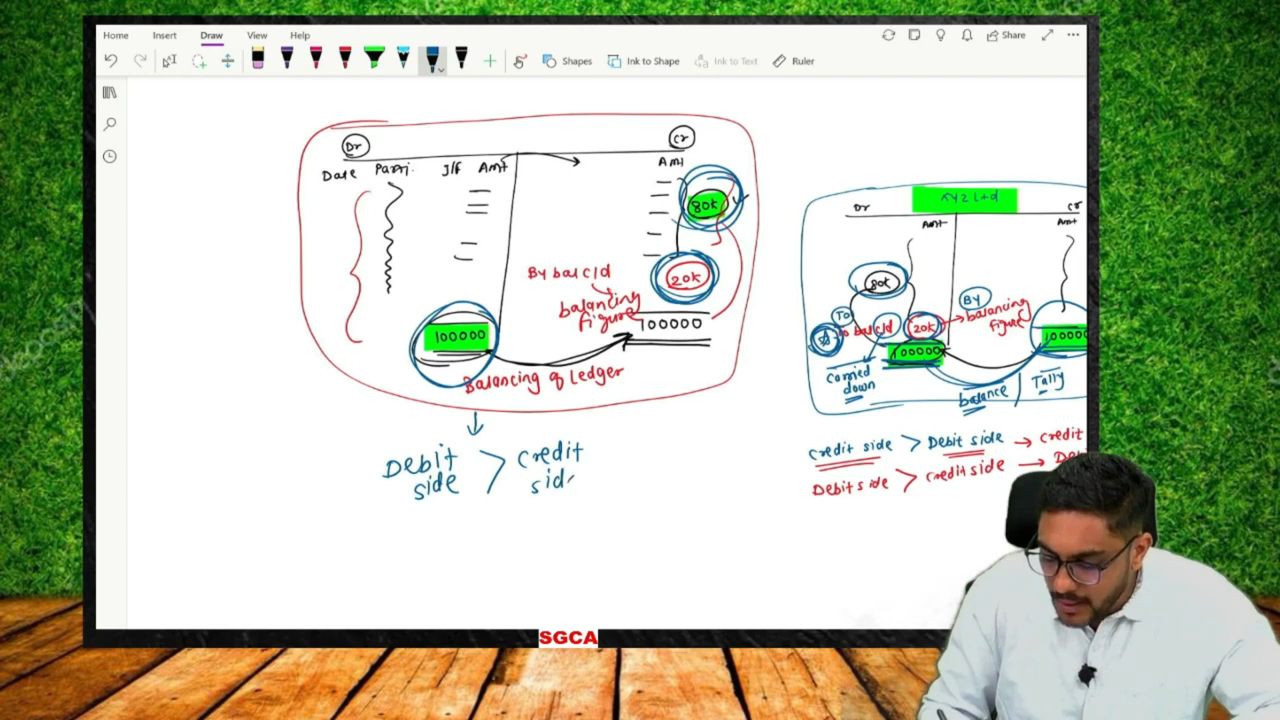 Home Insert Draw View Help
Share
Shapes Ink to Shape Ink to Text Ruler
Dr Cr
Date J/f Amt Amt
80k
By bal c/d 20k
balancing
figure
100000 100000
Balancing of Ledger
Debit
side > Credit
xyz Ltd
Dr Cr
Amt Amt
80k
To By
bal c/d 20k balancing
figure
100000 100000
Carried
down
balance Tally
Credit side > Debit side → Credit
Debit side > Credit side →
SGCA